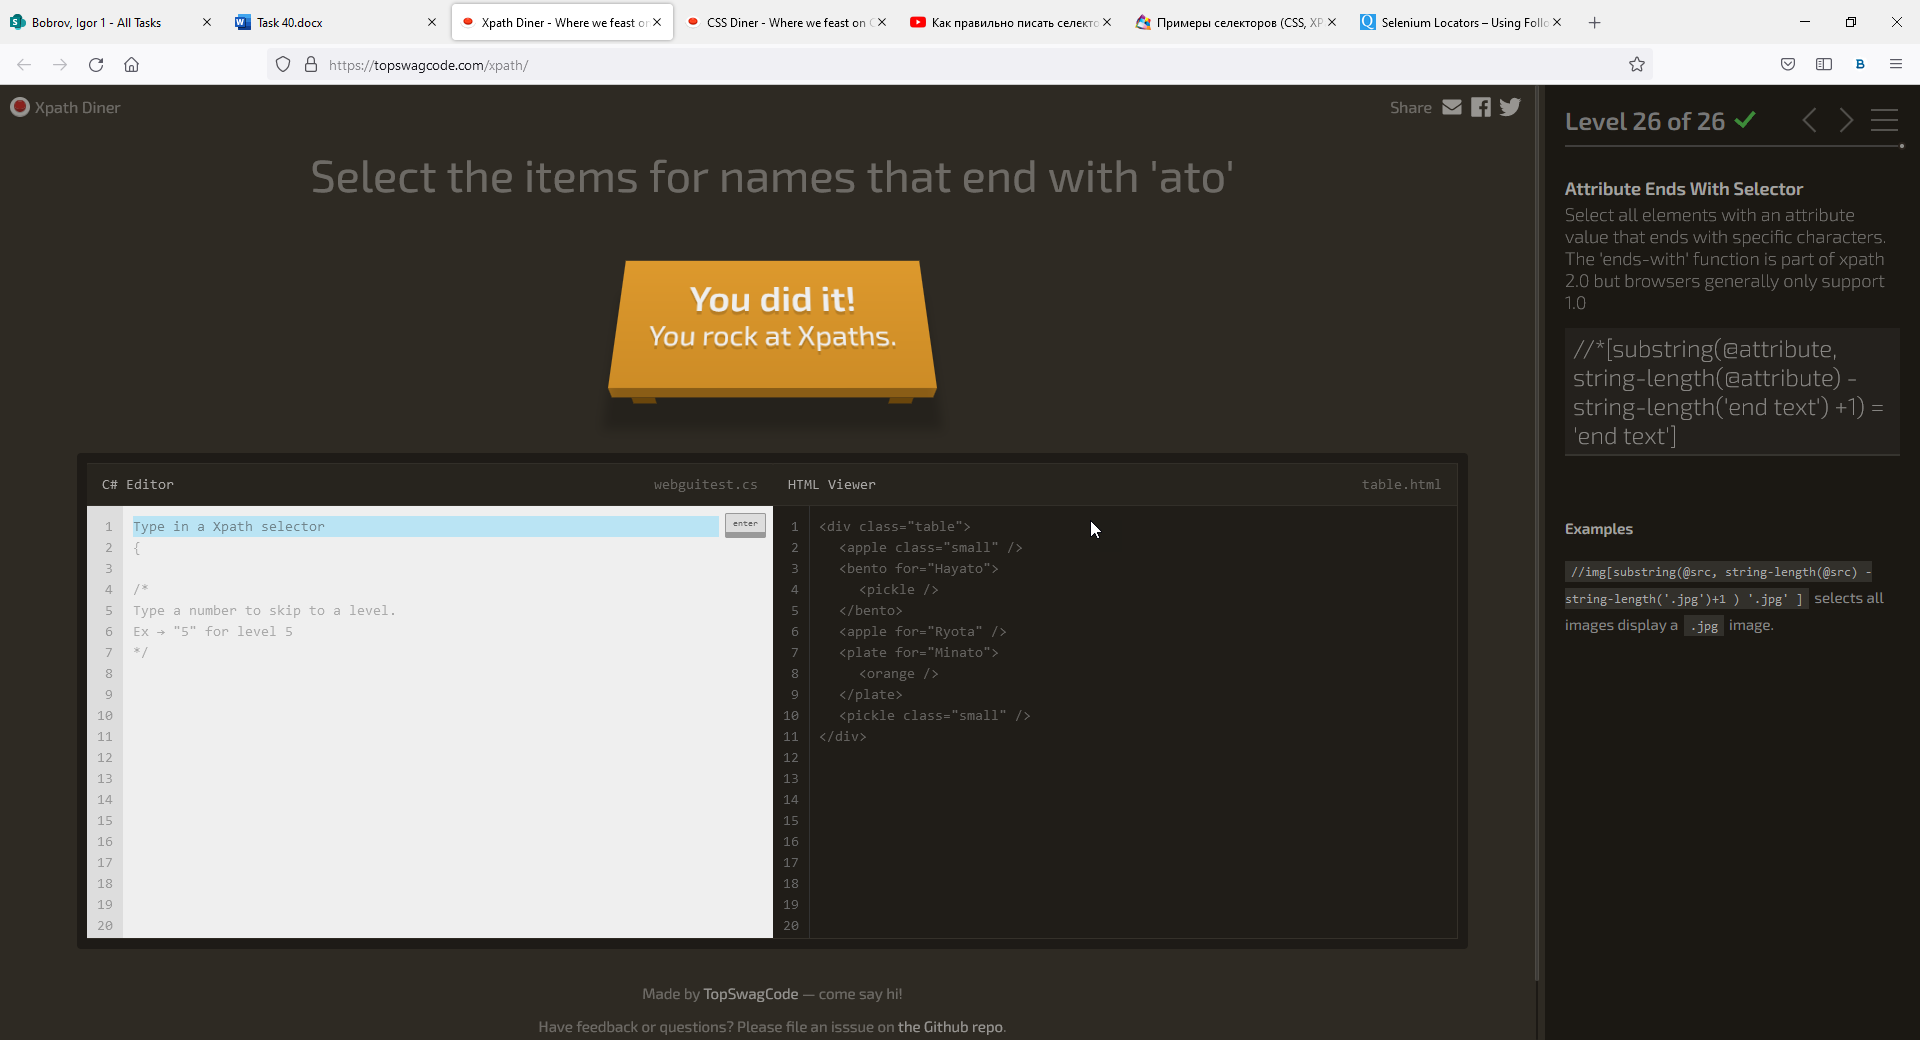 Bobrov, Igor 1 - All Tasks
Task 40.docx
Xpath Diner - Where we feast or
CSS Diner - Where we feast on C
Как правильно писать селекто
Примеры селекторов (CSS, XP
Selenium Locators – Using Follo
https://topswagcode.com/xpath/
Xpath Diner
Share
Select the items for names that end with 'ato'
You did it!
You rock at Xpaths.
C# Editor
webguitest.cs
1 Type in a Xpath selector
enter
2 {
3
4 /*
5 Type a number to skip to a level.
6 Ex → "5" for level 5
7 */
8
9
10
11
12
13
14
15
16
17
18
19
20
HTML Viewer
table.html
1 <div class="table">
2 <apple class="small" />
3 <bento for="Hayato">
4 <pickle />
5 </bento>
6 <apple for="Ryota" />
7 <plate for="Minato">
8 <orange />
9 </plate>
10 <pickle class="small" />
11 </div>
12
13
14
15
16
17
18
19
20
Made by TopSwagCode — come say hi!
Have feedback or questions? Please file an isssue on the Github repo.
Level 26 of 26
Attribute Ends With Selector
Select all elements with an attribute
value that ends with specific characters.
The 'ends-with' function is part of xpath
2.0 but browsers generally only support
1.0
//*[substring(@attribute,
string-length(@attribute) -
string-length('end text') +1) =
'end text']
Examples
//img[substring(@src, string-length(@src) -
string-length('.jpg')+1 ) '.jpg' ] selects all
images display a .jpg image.